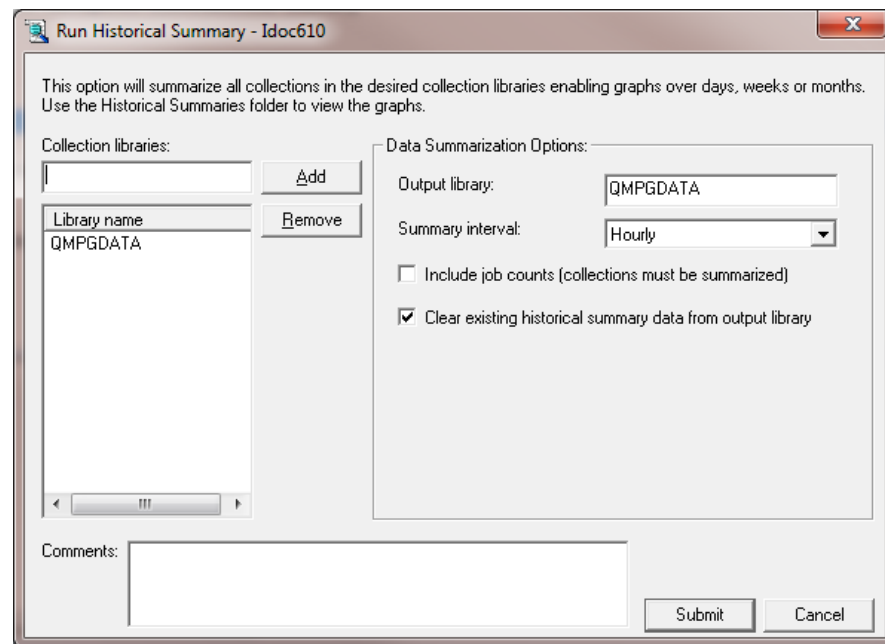 Run Historical Summary - Idoc610
This option will summarize all collections in the desired collection libraries enabling graphs over days, weeks or months.
Use the Historical Summaries folder to view the graphs.
Collection libraries:
Add
Library name
Remove
QMPGDATA
Data Summarization Options:
Output library:
QMPGDATA
Summary interval:
Hourly
Include job counts (collections must be summarized)
Clear existing historical summary data from output library
Comments:
Submit
Cancel